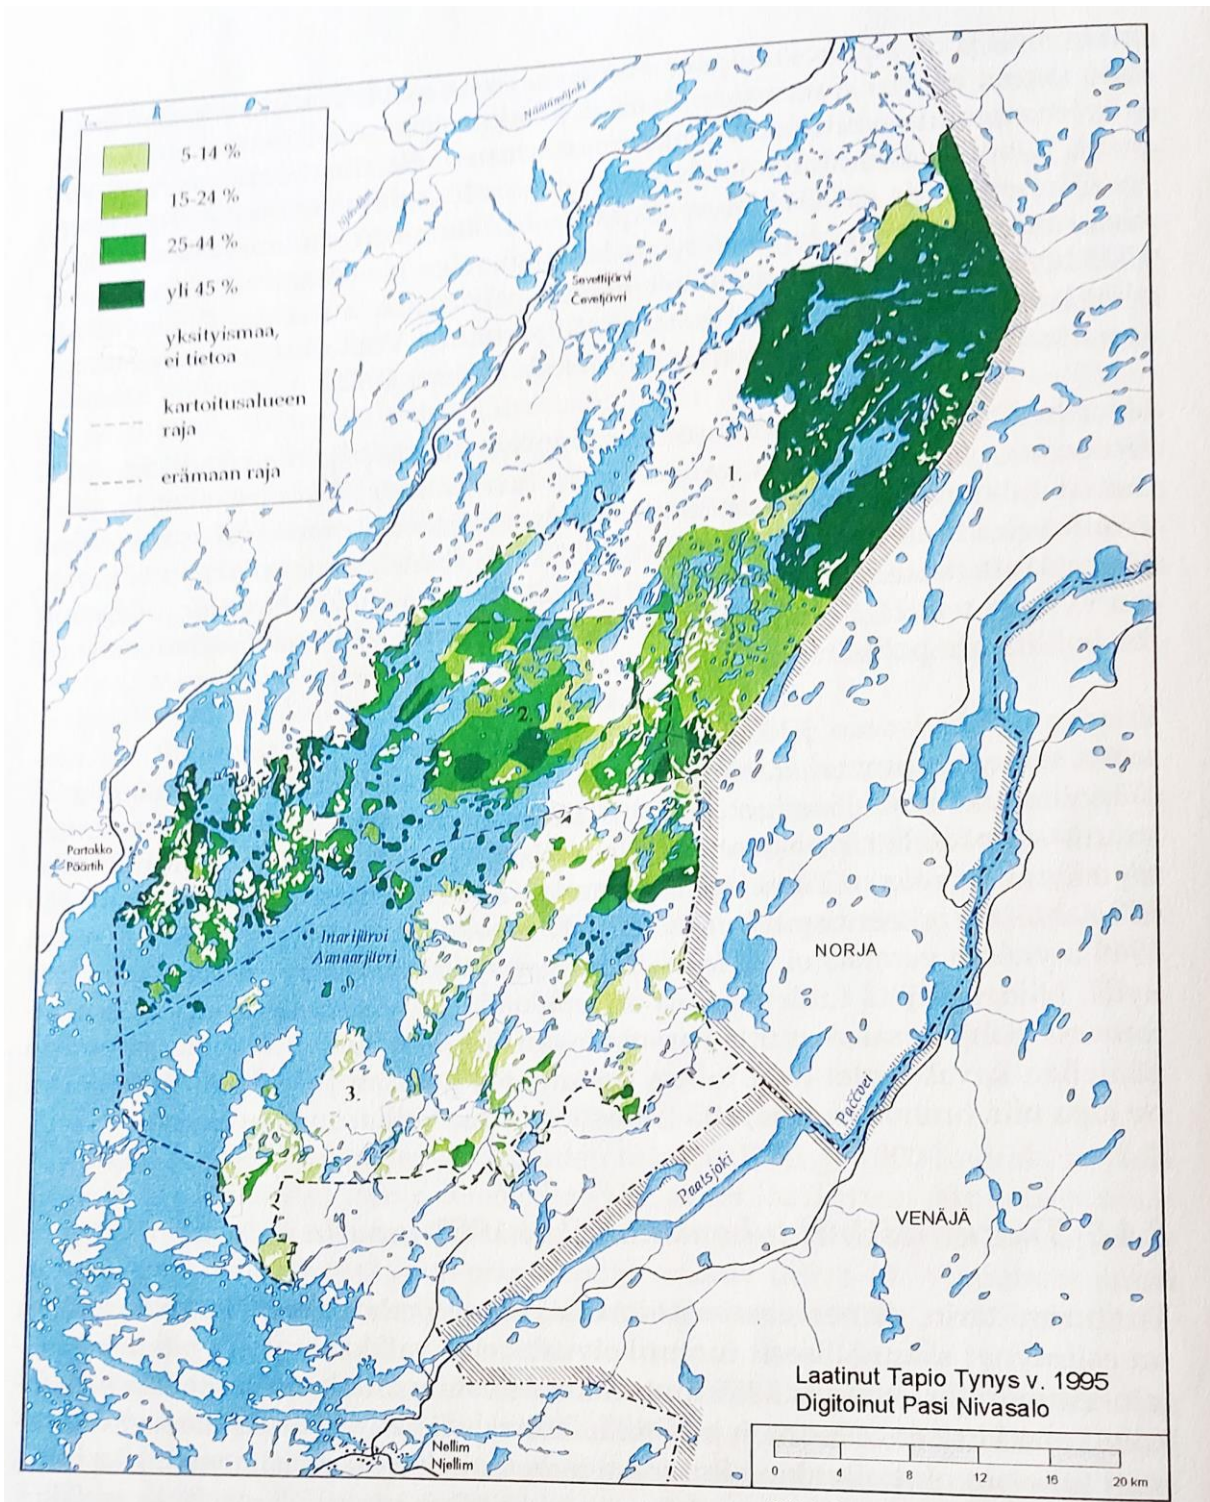 5-14 %
15-24 %
25-44 %
yli 45 %
yksityismaa,
ei tietoa
kartoitusalueen
raja
erämaan raja
Näätämöjoki
Sevettijärvi
Čevetjävri
1.
2.
Partakko
Päärtih
Inarijärvi
Aanaarjävri
3.
NORJA
Paččvei
Paatsjoki
VENÄJÄ
Laatinut Tapio Tynys v. 1995
Digitoinut Pasi Nivasalo
Nellim
Njellim
0 4 8 12 16 20 km